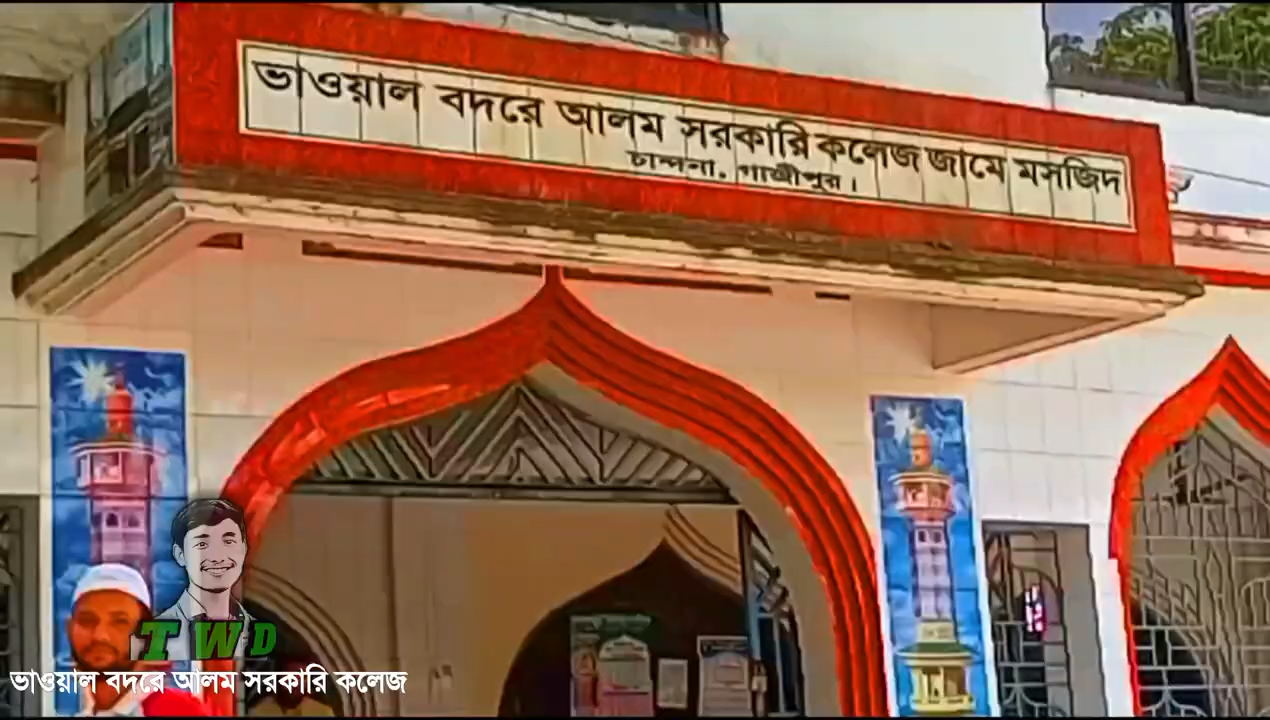 ভাওয়াল বদরে আলম সরকারি কলেজ জামে মসজিদ
চান্দনা, গাজীপুর।
TWD
ভাওয়াল বদরে আলম সরকারি কলেজ